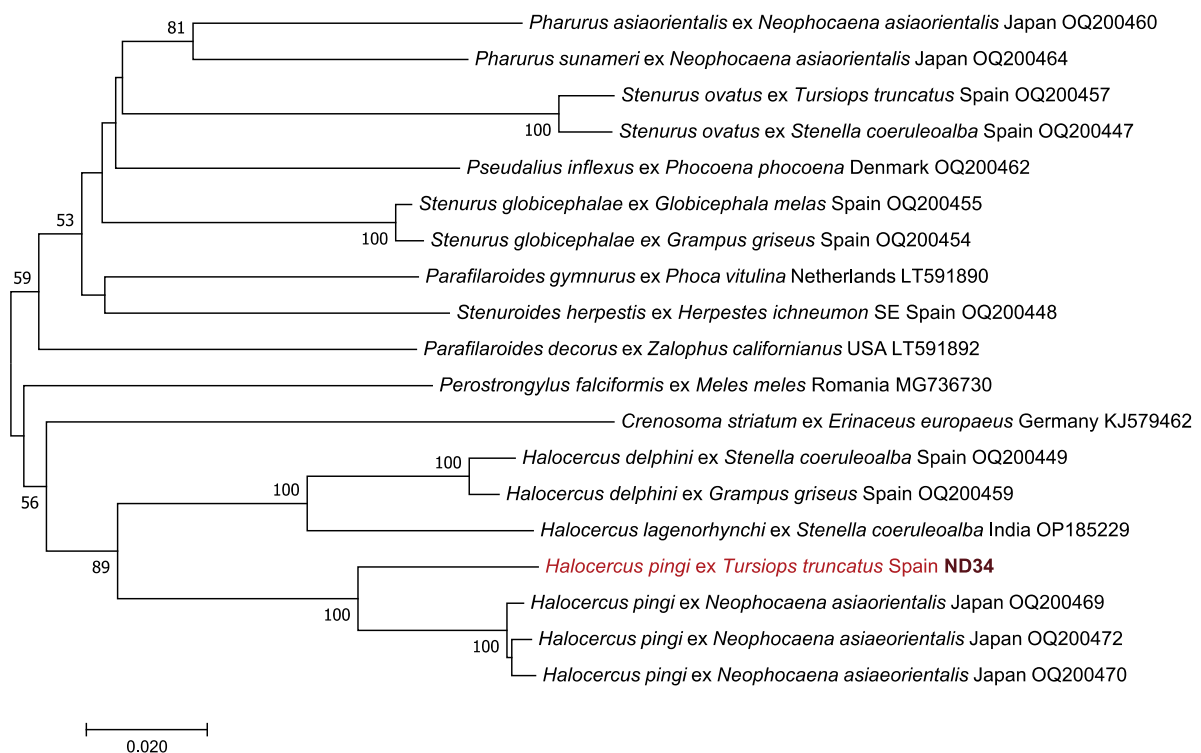 81
Pharurus asiaorientalis ex Neophocaena asiaorientalis Japan OQ200460
Pharurus sunameri ex Neophocaena asiaorientalis Japan OQ200464
Stenurus ovatus ex Tursiops truncatus Spain OQ200457
100
Stenurus ovatus ex Stenella coeruleoalba Spain OQ200447
Pseudalius inflexus ex Phocoena phocoena Denmark OQ200462
53
Stenurus globicephalae ex Globicephala melas Spain OQ200455
100
Stenurus globicephalae ex Grampus griseus Spain OQ200454
59
Parafilaroides gymnurus ex Phoca vitulina Netherlands LT591890
Stenuroides herpestis ex Herpestes ichneumon SE Spain OQ200448
Parafilaroides decorus ex Zalophus californianus USA LT591892
Perostrongylus falciformis ex Meles meles Romania MG736730
Crenosoma striatum ex Erinaceus europaeus Germany KJ579462
100
Halocercus delphini ex Stenella coeruleoalba Spain OQ200449
56
100
Halocercus delphini ex Grampus griseus Spain OQ200459
Halocercus lagenorhynchi ex Stenella coeruleoalba India OP185229
89
Halocercus pingi ex Tursiops truncatus Spain ND34
100
Halocercus pingi ex Neophocaena asiaorientalis Japan OQ200469
100
Halocercus pingi ex Neophocaena asiaeorientalis Japan OQ200472
Halocercus pingi ex Neophocaena asiaeorientalis Japan OQ200470
0.020